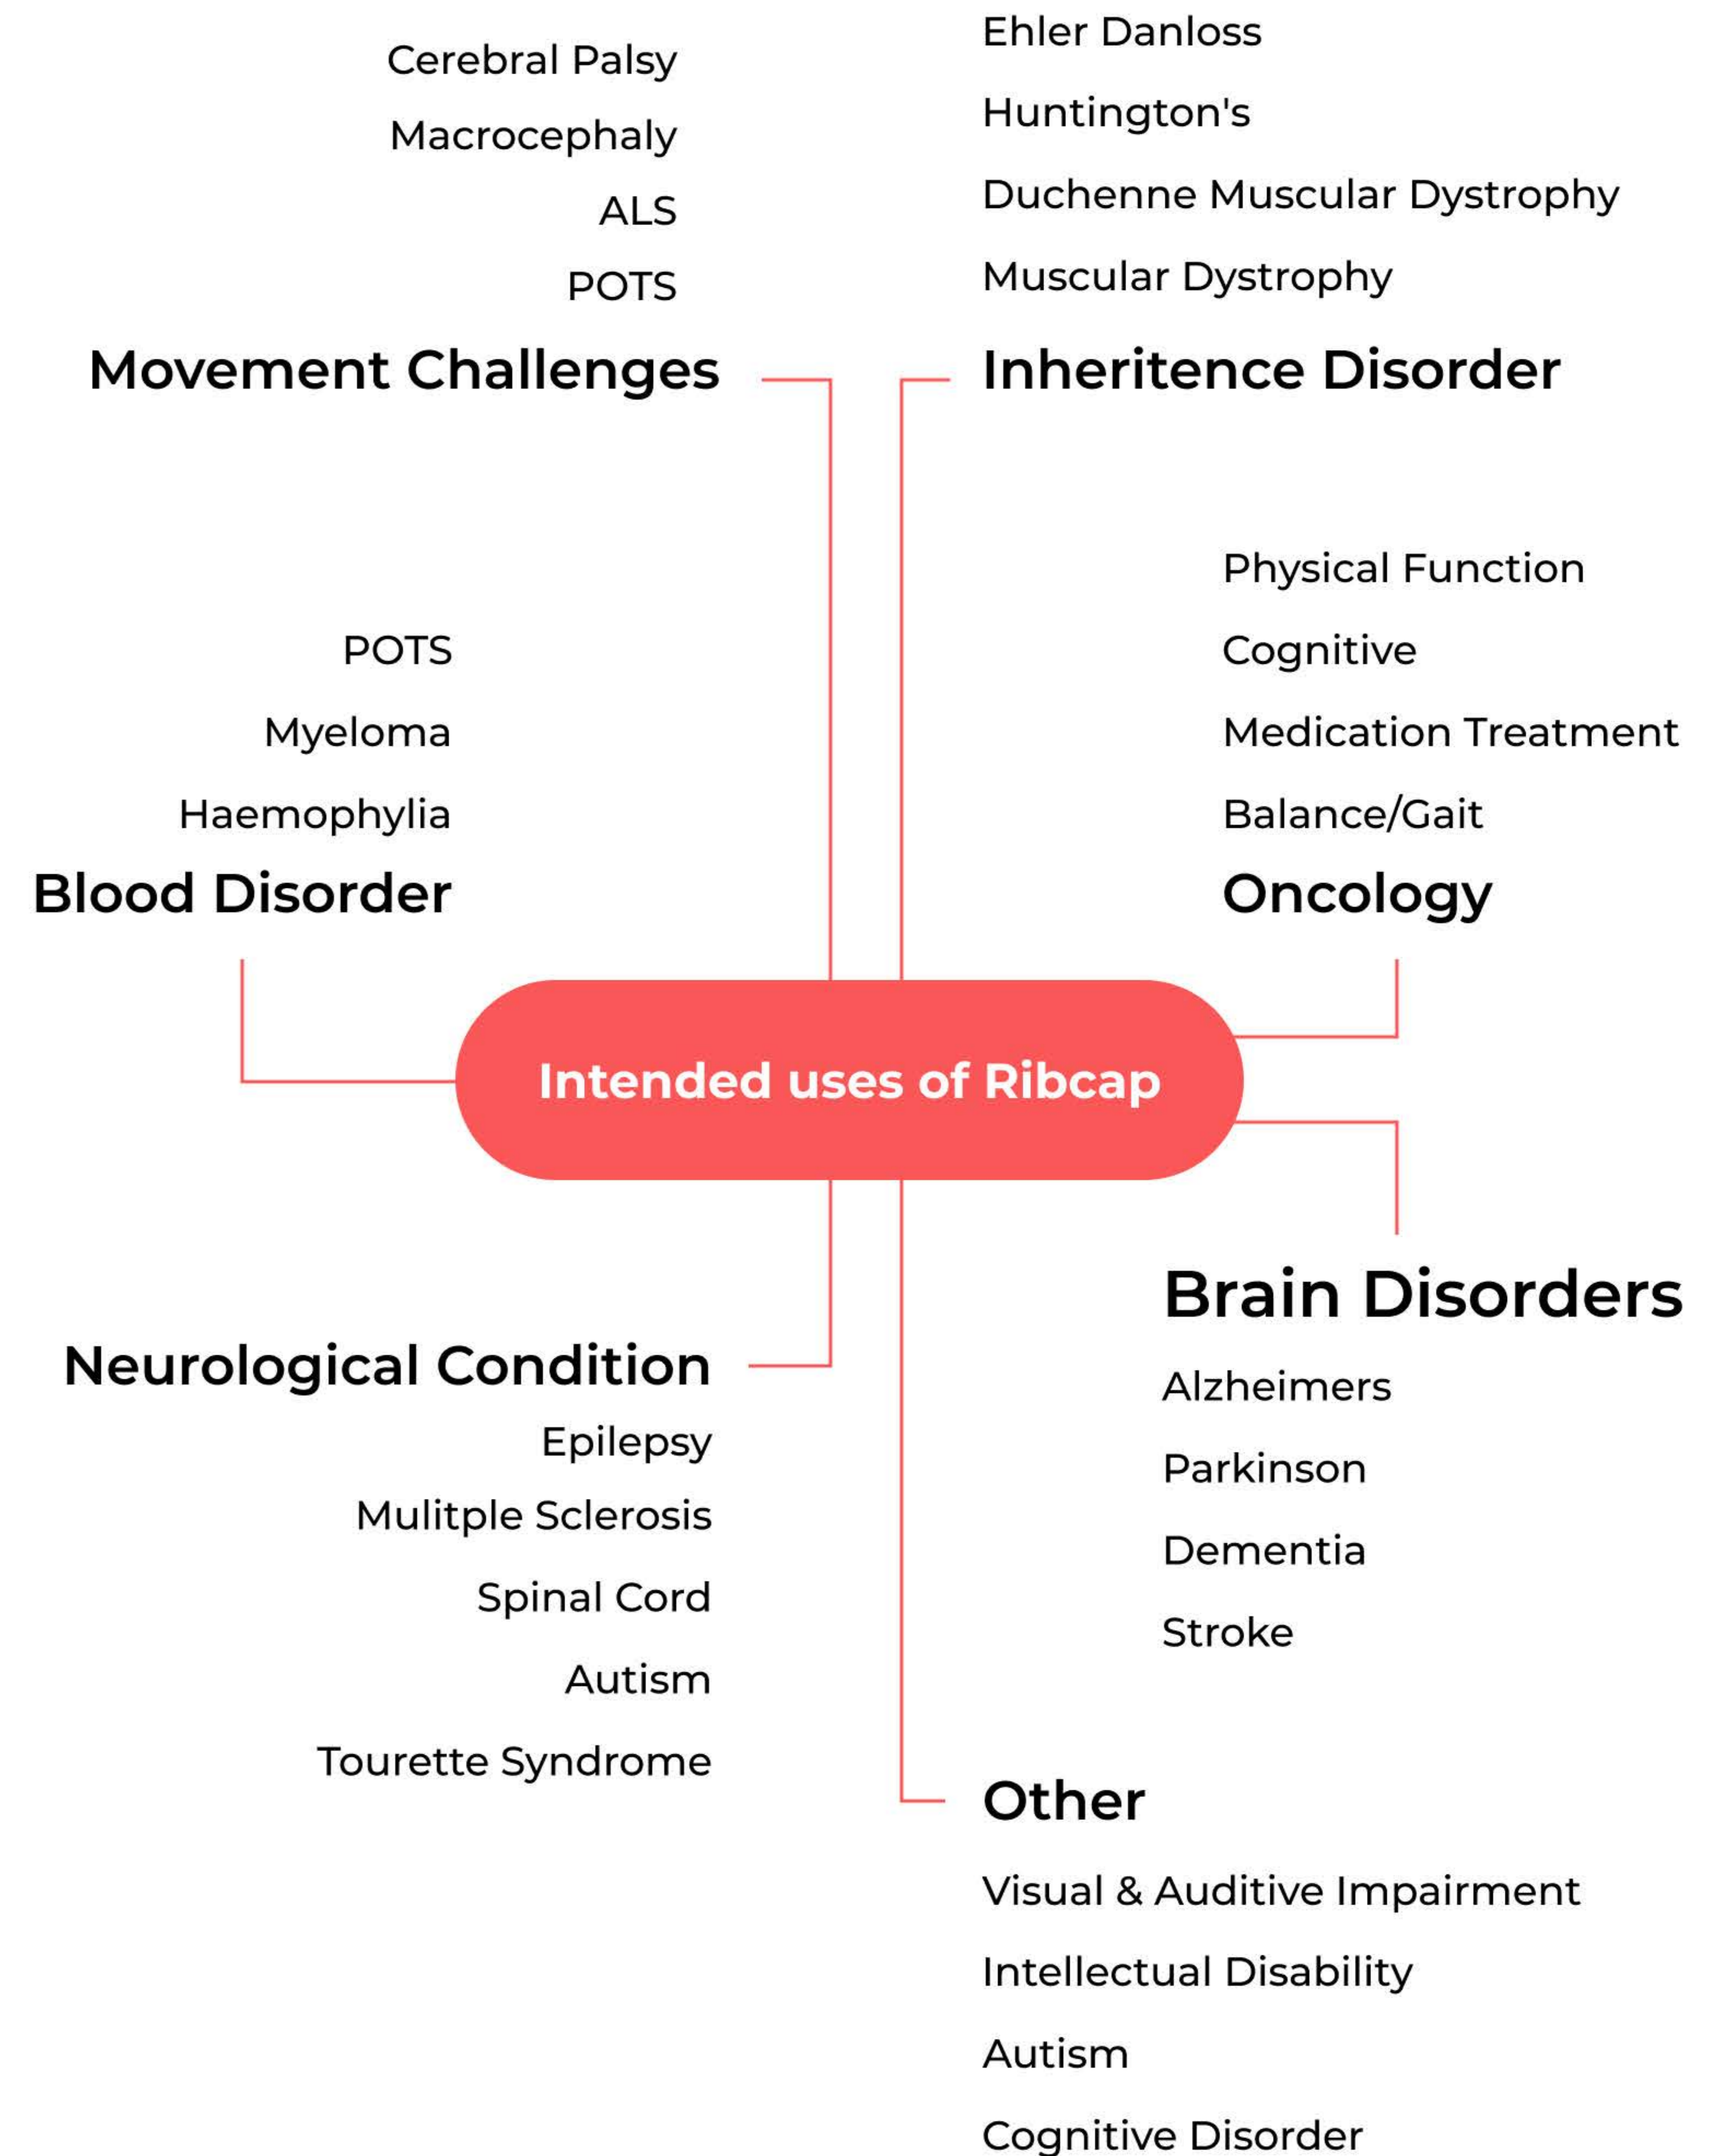 Cerebral Palsy
Macrocephaly
ALS
POTS
Movement Challenges
Ehler Danloss
Huntington's
Duchenne Muscular Dystrophy
Muscular Dystrophy
Inheritence Disorder
POTS
Myeloma
Haemophylia
Blood Disorder
Physical Function
Cognitive
Medication Treatment
Balance/Gait
Oncology
Intended uses of Ribcap
Neurological Condition
Epilepsy
Mulitple Sclerosis
Spinal Cord
Autism
Tourette Syndrome
Brain Disorders
Alzheimers
Parkinson
Dementia
Stroke
Other
Visual & Auditive Impairment
Intellectual Disability
Autism
Cognitive Disorder